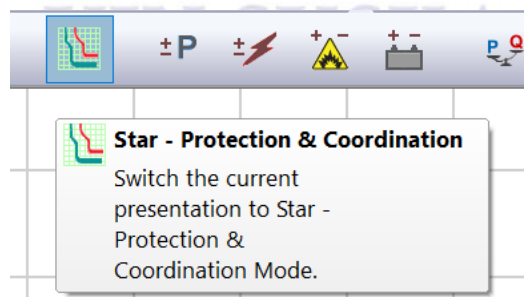 ± P ± + - + - P Q
Star - Protection & Coordination
Switch the current
presentation to Star -
Protection &
Coordination Mode.